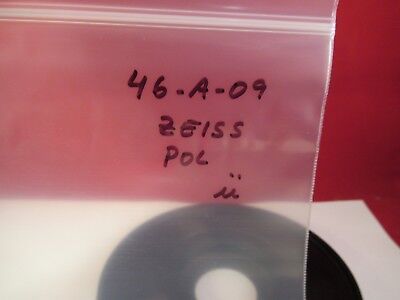 46-A-09
ZEISS
POL
ü